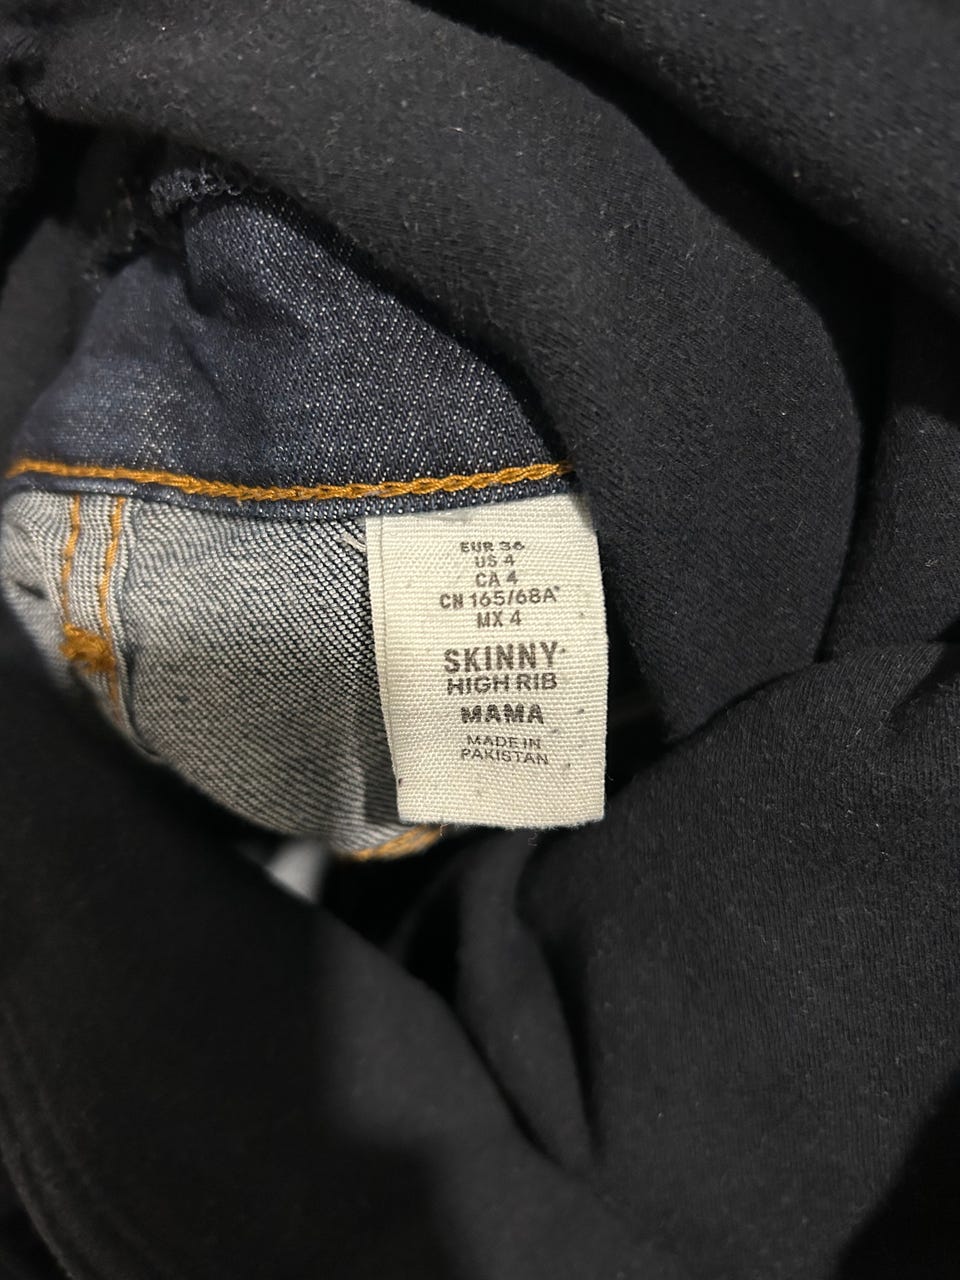 EUR 36
US 4
CA 4
CN 165/68A
MX 4
SKINNY
HIGH RIB
MAMA
MADE IN
PAKISTAN